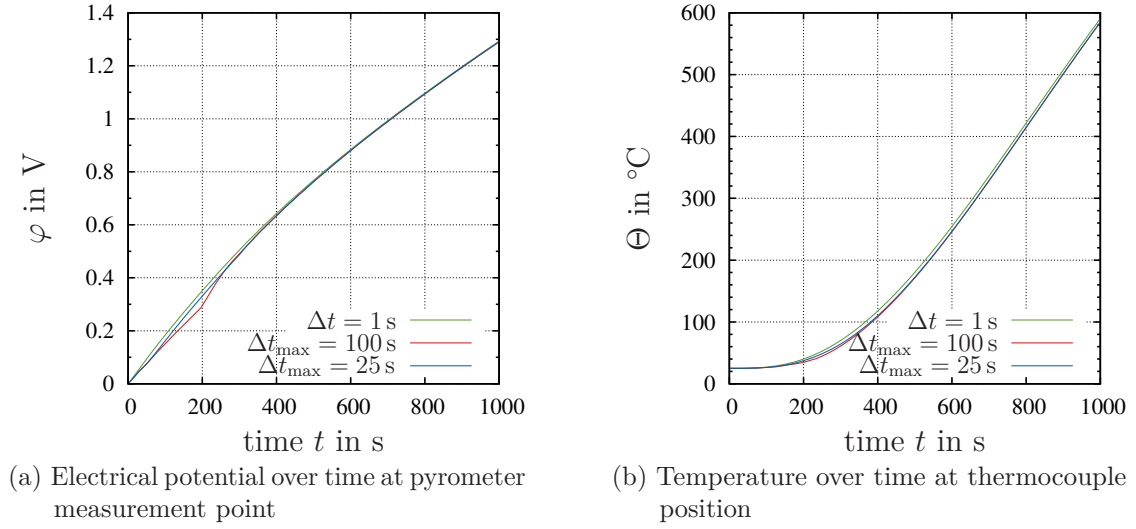 1.4
1.2
1
0.8
0.6
0.4
0.2
0
φ in V
Δt = 1 s
Δtmax = 100 s
Δtmax = 25 s
0 200 400 600 800 1000
time t in s
(a) Electrical potential over time at pyrometer
measurement point
600
500
400
300
200
100
0
Θ in °C
Δt = 1 s
Δtmax = 100 s
Δtmax = 25 s
0 200 400 600 800 1000
time t in s
(b) Temperature over time at thermocouple
position